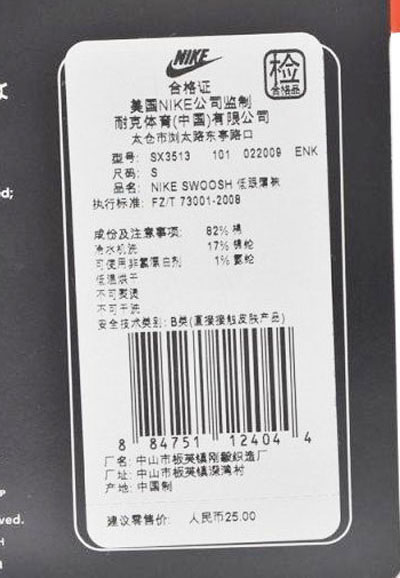 NIKE
检
合格品
合格证
美国NIKE公司监制
耐克体育(中国)有限公司
太仓市浏太路东亭路口
型号: SX3513 101 022009 ENK
尺码: S
品名: NIKE SWOOSH 低跟薄袜
执行标准: FZ/T 73001-2008
成份及注意事项: 82% 棉
冷水机洗 17% 锦纶
可使用非氯漂白剂 1% 氨纶
低温烘干
不可熨烫
不可干洗
安全技术类别: B类(直接接触皮肤产品)
8 84751 12404 4
厂名: 中山市板芙镇刚敏织造厂
厂址: 中山市板芙镇深湾村
产地: 中国制
建议零售价: 人民币25.00
ed;
ved.